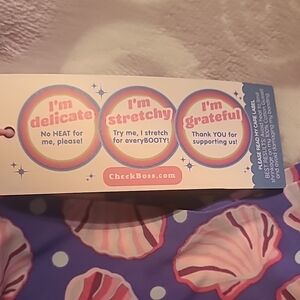 I'm
delicate
No HEAT for
me, please!
I'm
stretchy
Try me, I stretch
for everyBOOTY!
I'm
grateful
Thank YOU for
supporting us!
CheekBoss.com
PLEASE READ MY CARE LABEL